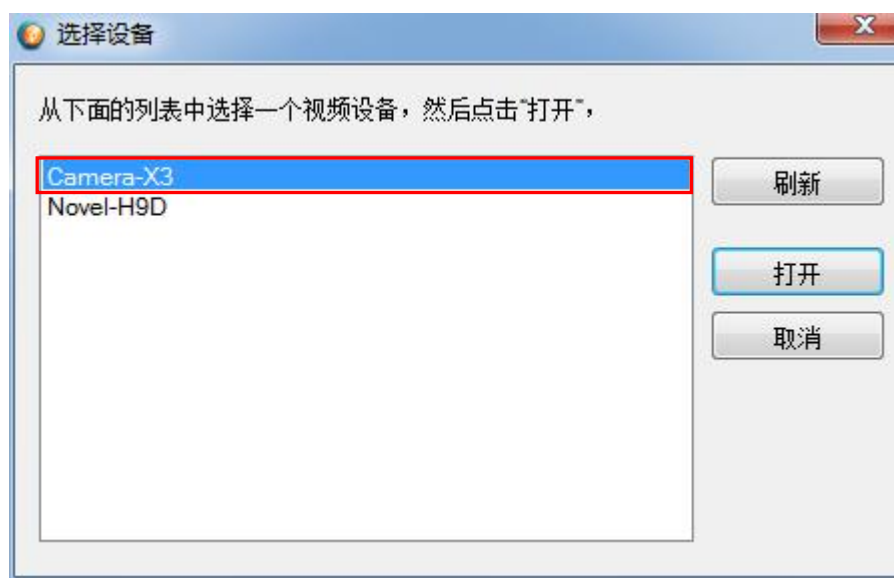 选择设备
从下面的列表中选择一个视频设备，然后点击"打开"，
Camera-X3
Novel-H9D
刷新
打开
取消